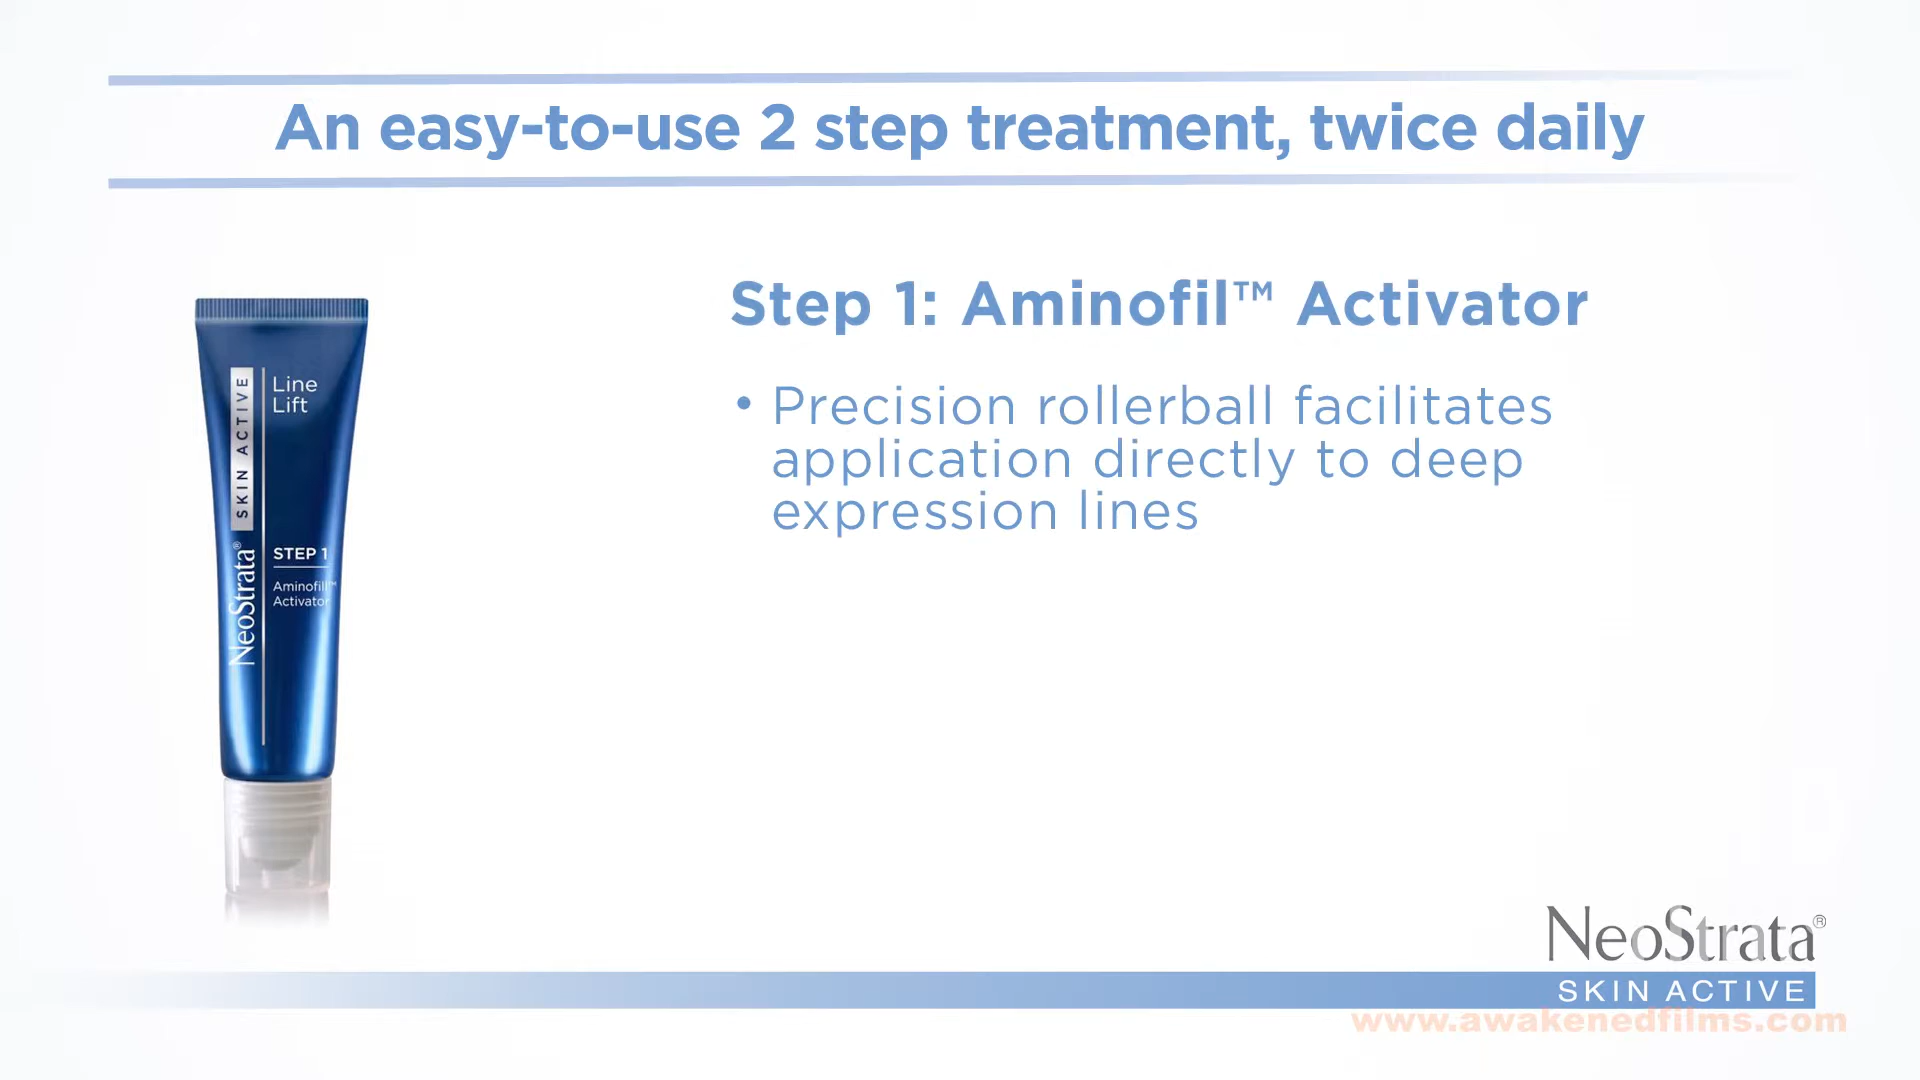 An easy-to-use 2 step treatment, twice daily
Step 1: Aminofil™ Activator
• Precision rollerball facilitates
application directly to deep
expression lines
Line
Lift
SKIN ACTIVE
NeoStrata®
STEP 1
Aminofil™
Activator
NeoStrata®
SKIN ACTIVE
www.awakenedfilms.com